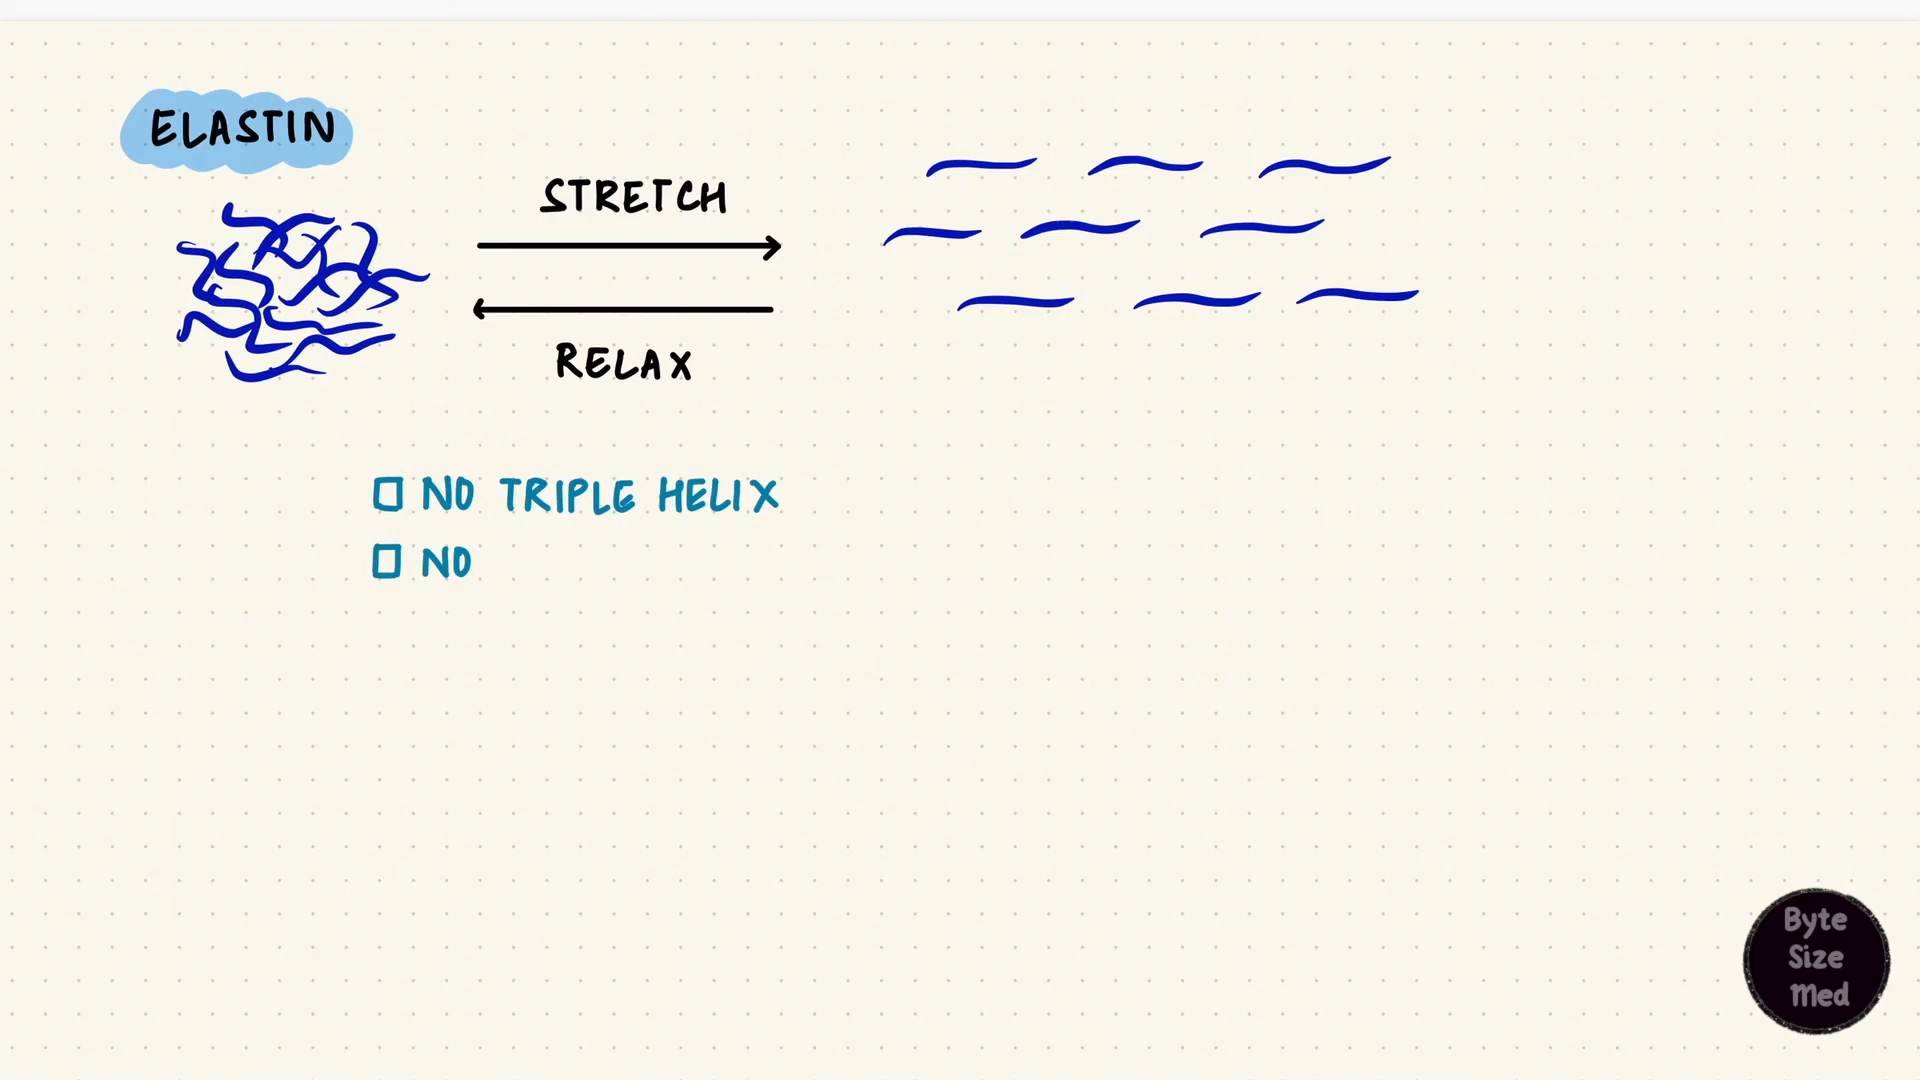 ELASTIN
STRETCH
RELAX
NO TRIPLE HELIX
NO
Byte
Size
Med